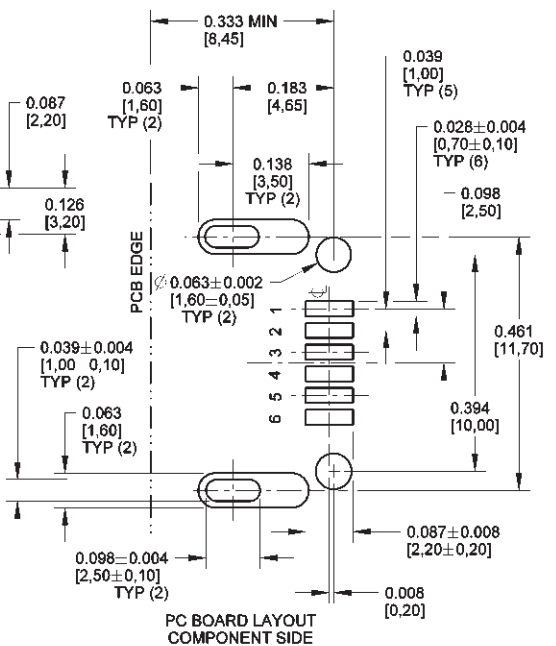 0.333 MIN
[8,45]
0.039
[1,00]
TYP (5)
0.063
[1,60]
TYP (2)
0.183
[4,65]
0.087
[2,20]
0.028±0.004
[0,70±0,10]
TYP (6)
0.138
[3,50]
TYP (2)
0.098
[2,50]
0.126
[3,20]
PCB EDGE
Ø 0.063±0.002
[1,60±0,05]
TYP (2)
1
2
3
4
5
6
0.461
[11,70]
0.039±0.004
[1,00 0,10]
TYP (2)
0.394
[10,00]
0.063
[1,60]
TYP (2)
0.087±0.008
[2,20±0,20]
0.098±0.004
[2,50±0,10]
TYP (2)
0.008
[0,20]
PC BOARD LAYOUT
COMPONENT SIDE